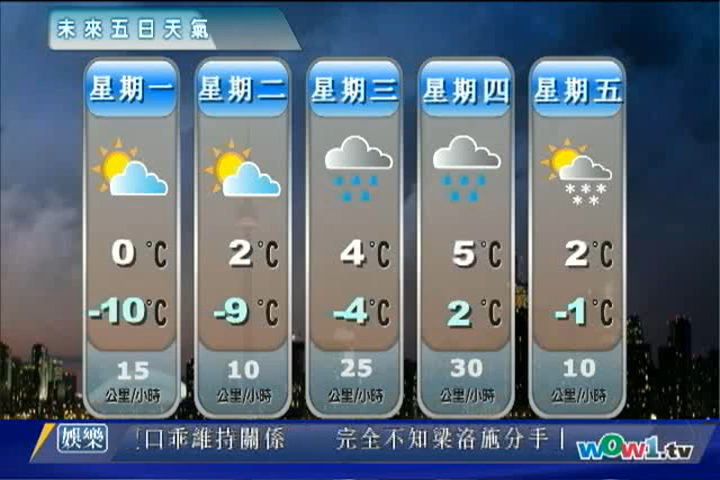 未來五日天氣
星期一 星期二 星期三 星期四 星期五
0°C 2°C 4°C 5°C 2°C
-10°C -9°C -4°C 2°C -1°C
15 10 25 30 10
公里/小時 公里/小時 公里/小時 公里/小時 公里/小時
娛樂 口乖維持關係 完全不知梁洛施分手 wow1.tv